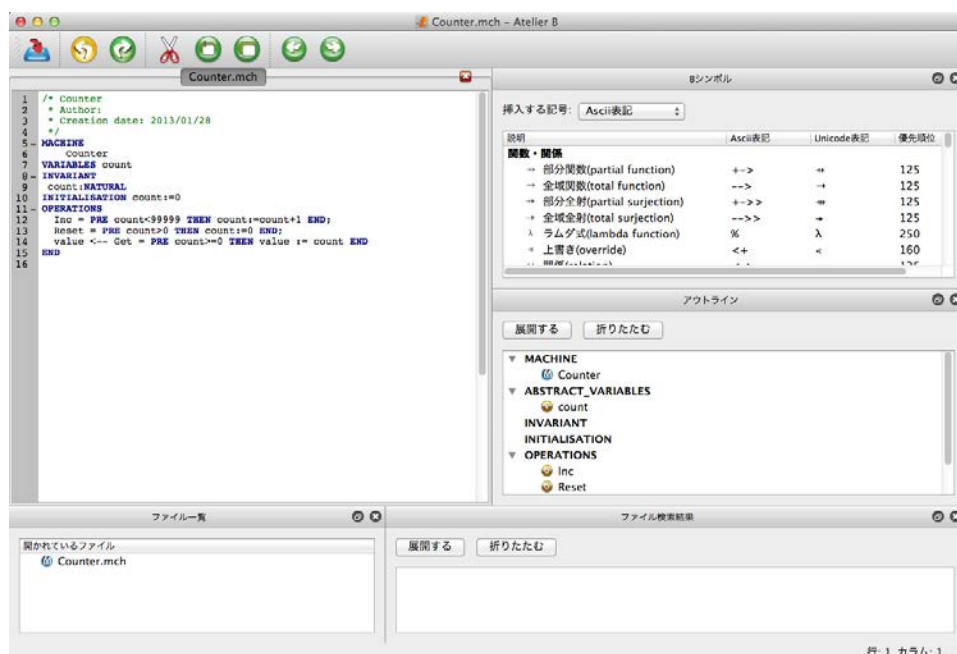 Counter.mch - Atelier B
Counter.mch
1 /* Counter
2 * Author:
3 * Creation date: 2013/01/28
4 */
5 MACHINE
6 Counter
7 VARIABLES count
8 INVARIANT
9 count:NATURAL
10 INITIALISATION count:=0
11 OPERATIONS
12 Inc = PRE count<99999 THEN count:=count+1 END;
13 Reset = PRE count>0 THEN count:=0 END;
14 value <-- Get = PRE count>=0 THEN value := count END
15 END
16
Bシンボル
挿入する記号: Ascii表記
説明 Ascii表記 Unicode表記 優先順位
関数・関係
⇸ 部分関数(partial function) +-> ⇸ 125
→ 全域関数(total function) --> → 125
⤀ 部分全射(partial surjection) +->> ⤀ 125
↠ 全域全射(total surjection) -->> ↠ 125
λ ラムダ式(lambda function) % λ 250
上書き(override) <+ 160
アウトライン
展開する 折りたたむ
MACHINE
Counter
ABSTRACT_VARIABLES
count
INVARIANT
INITIALISATION
OPERATIONS
Inc
Reset
ファイル一覧
開かれているファイル
Counter.mch
ファイル検索結果
展開する 折りたたむ
行: 1 カラム: 1